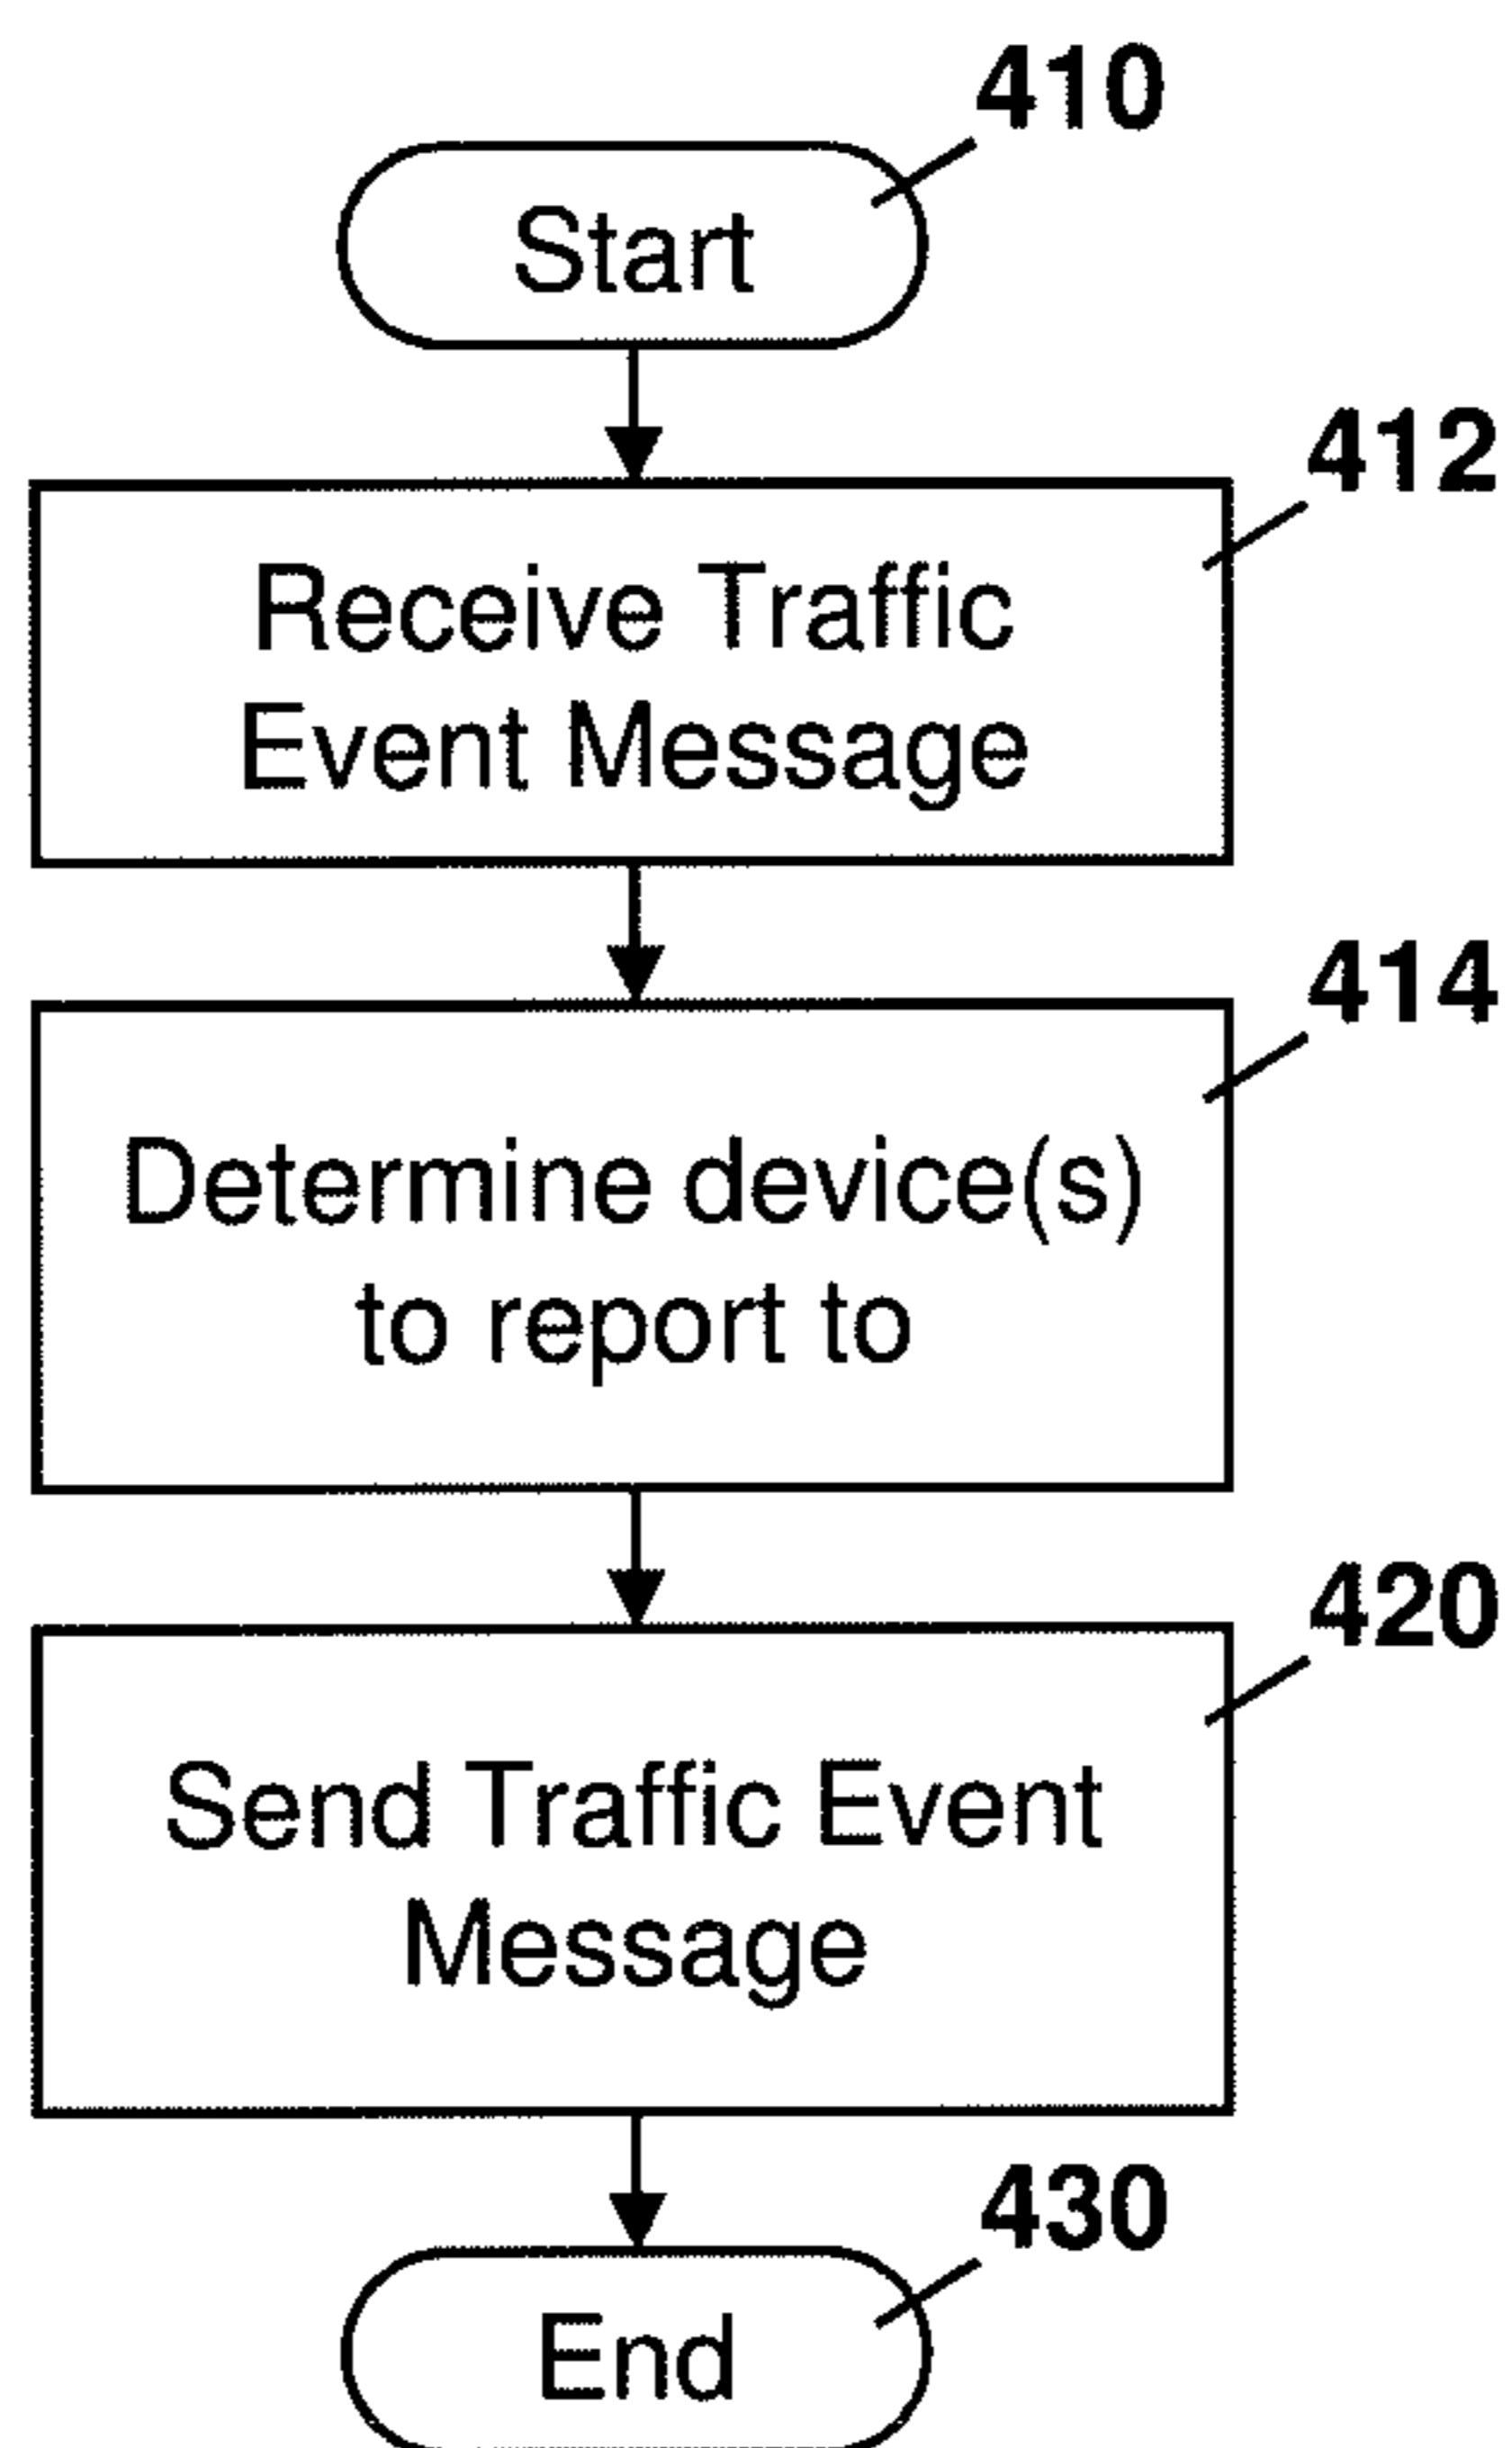 410
Start
412
Receive Traffic
Event Message
414
Determine device(s)
to report to
420
Send Traffic Event
Message
430
End